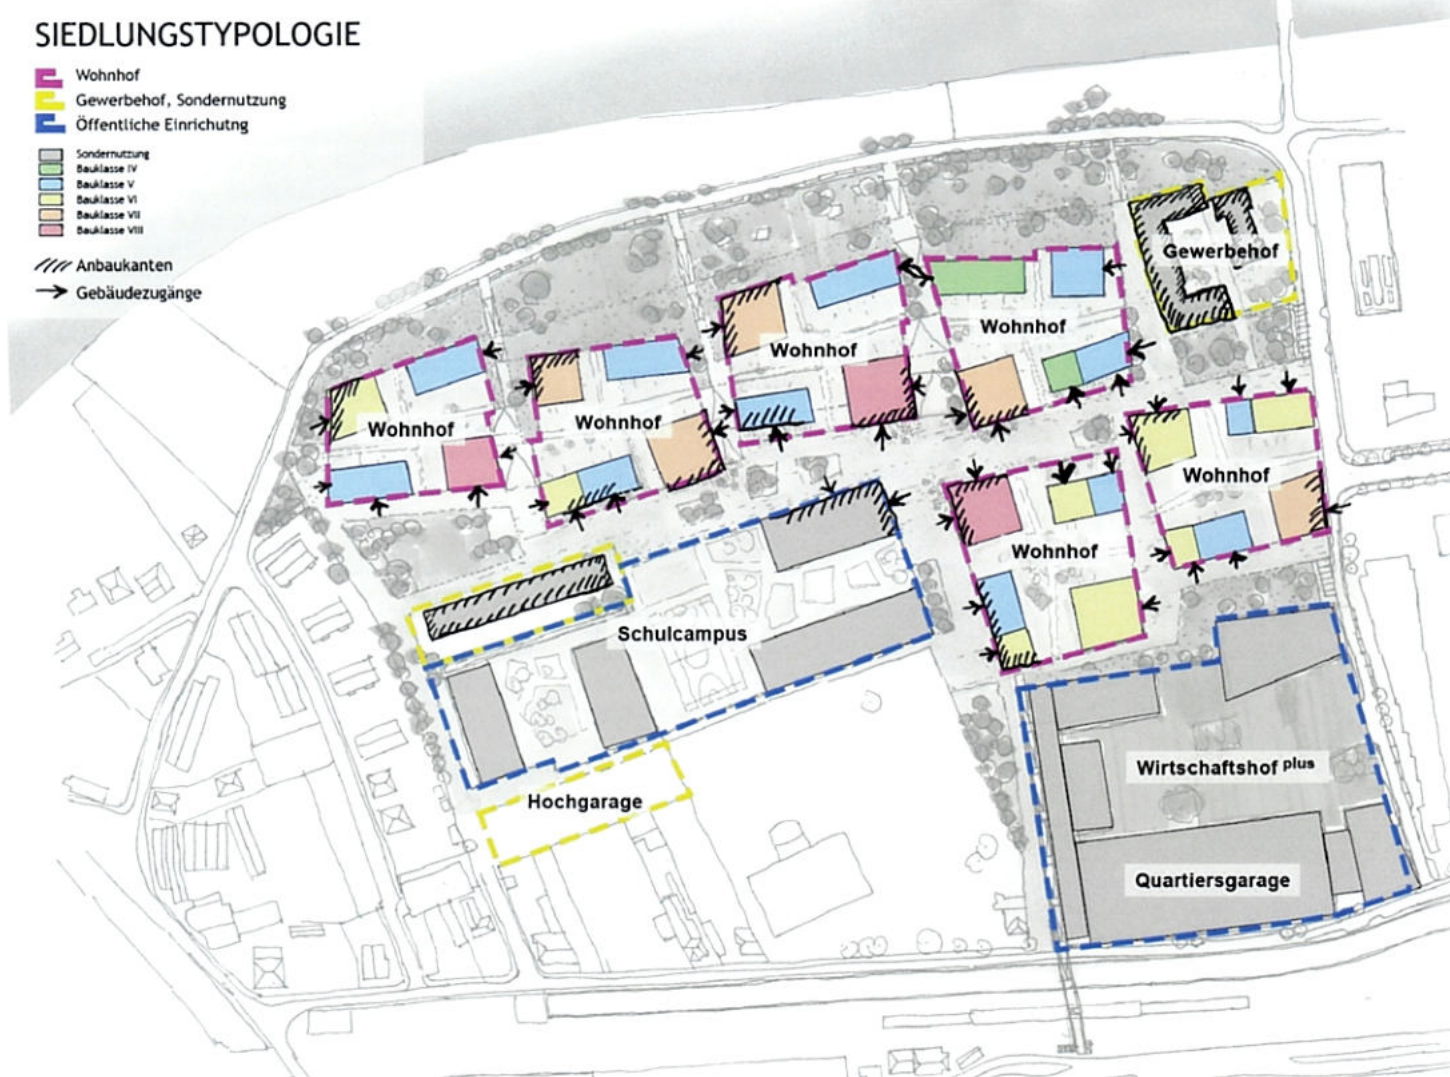 SIEDLUNGSTYPOLOGIE
Wohnhof
Gewerbehof, Sondernutzung
Öffentliche Einrichutng
Sondernutzung
Bauklasse IV
Bauklasse V
Bauklasse VI
Bauklasse VII
Bauklasse VIII
Anbaukanten
Gebäudezugänge
Gewerbehof
Wohnhof
Wohnhof
Wohnhof
Wohnhof
Wohnhof
Wohnhof
Schulcampus
Wirtschaftshof plus
Hochgarage
Quartiersgarage